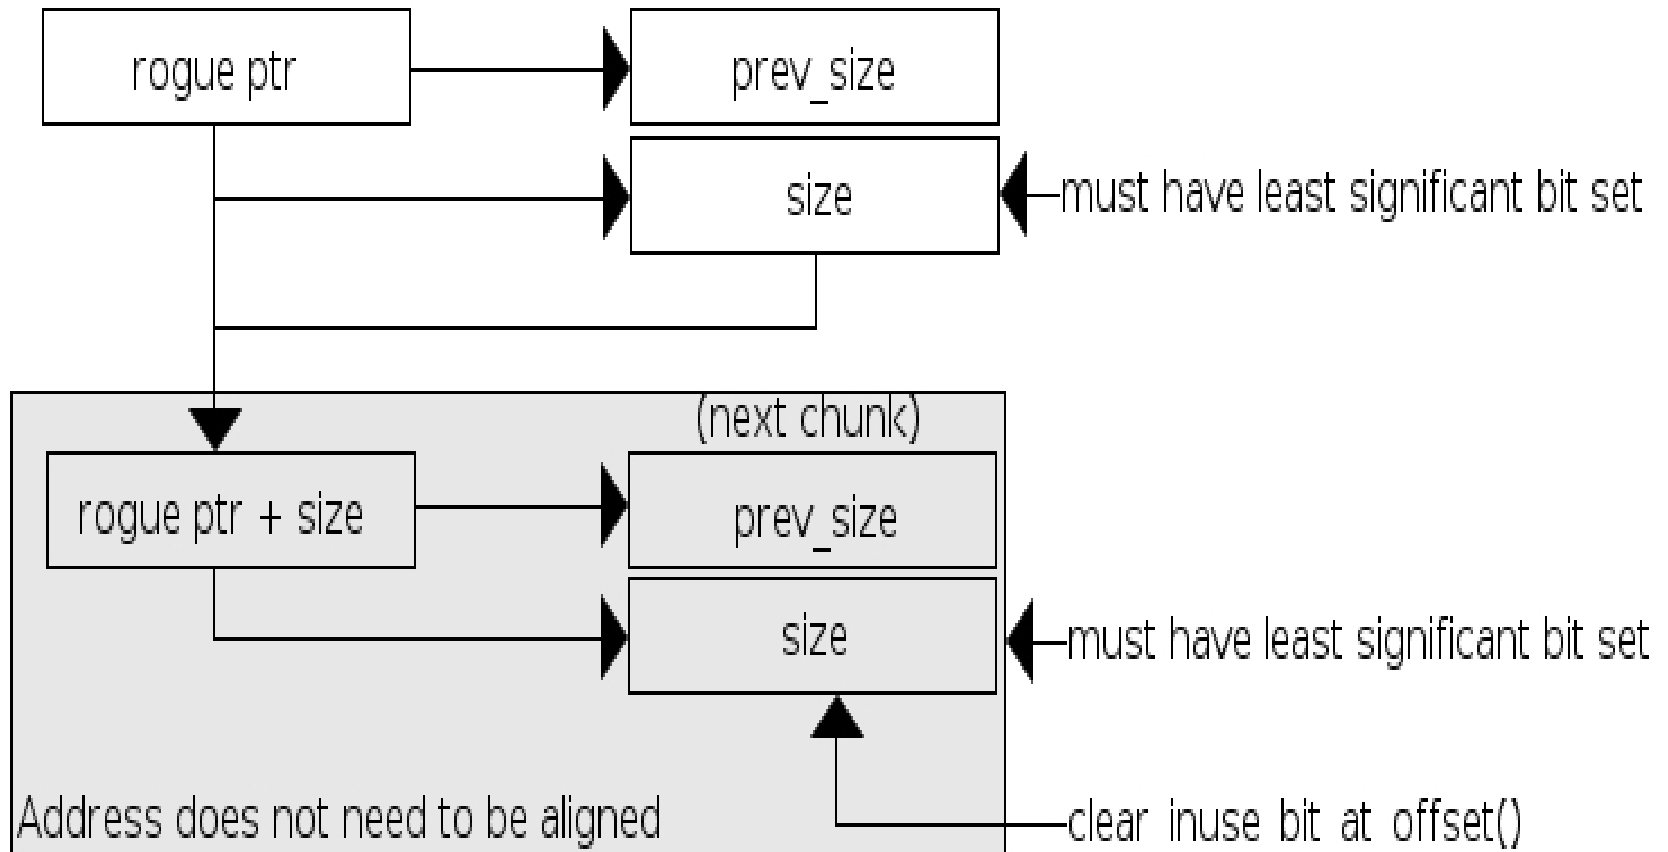 rogue ptr
prev_size
size
must have least significant bit set
(next chunk)
rogue ptr + size
prev_size
size
must have least significant bit set
Address does not need to be aligned
clear inuse bit at offset()